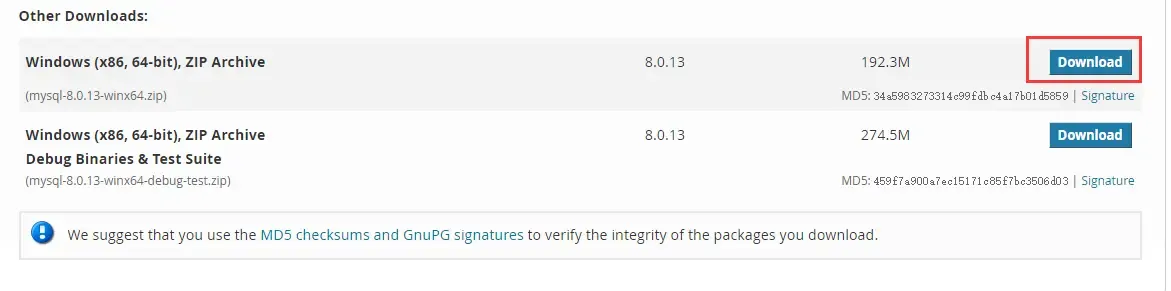 Other Downloads:
Windows (x86, 64-bit), ZIP Archive 8.0.13 192.3M Download
(mysql-8.0.13-winx64.zip) MD5: 34a5983273314c99fdbc4a17b01d5859 | Signature
Windows (x86, 64-bit), ZIP Archive 8.0.13 274.5M Download
Debug Binaries & Test Suite
(mysql-8.0.13-winx64-debug-test.zip) MD5: 459f7a900a7ec15171c85f7bc3506d03 | Signature
We suggest that you use the MD5 checksums and GnuPG signatures to verify the integrity of the packages you download.